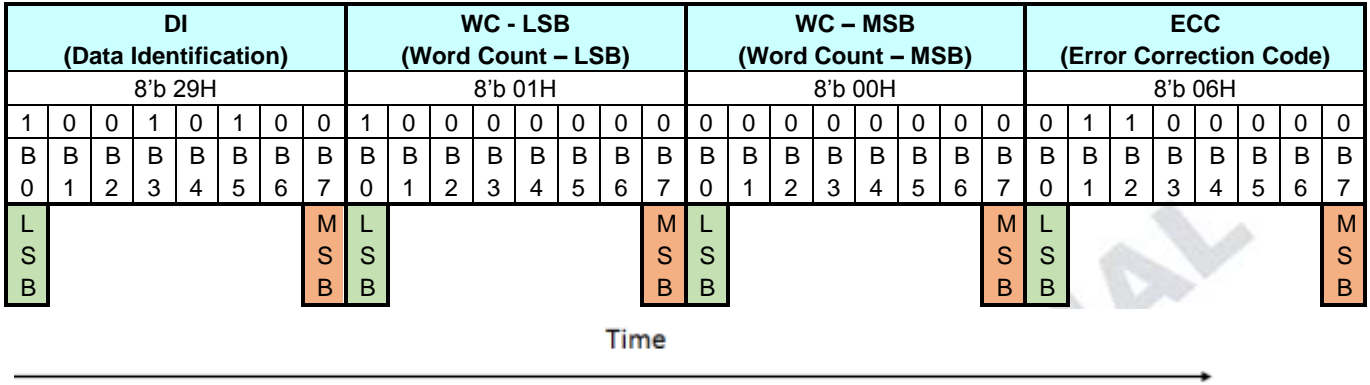 DI WC - LSB WC – MSB ECC
(Data Identification) (Word Count – LSB) (Word Count – MSB) (Error Correction Code)
8’b 29H 8’b 01H 8’b 00H 8’b 06H
1 0 0 1 0 1 0 0 1 0 0 0 0 0 0 0 0 0 0 0 0 0 0 0 0 1 1 0 0 0 0 0
B B B B B B B B B B B B B B B B B B B B B B B B B B B B B B B B
0 1 2 3 4 5 6 7 0 1 2 3 4 5 6 7 0 1 2 3 4 5 6 7 0 1 2 3 4 5 6 7
L M L M L M L M
S S S S S S S S
B B B B B B B B
Time